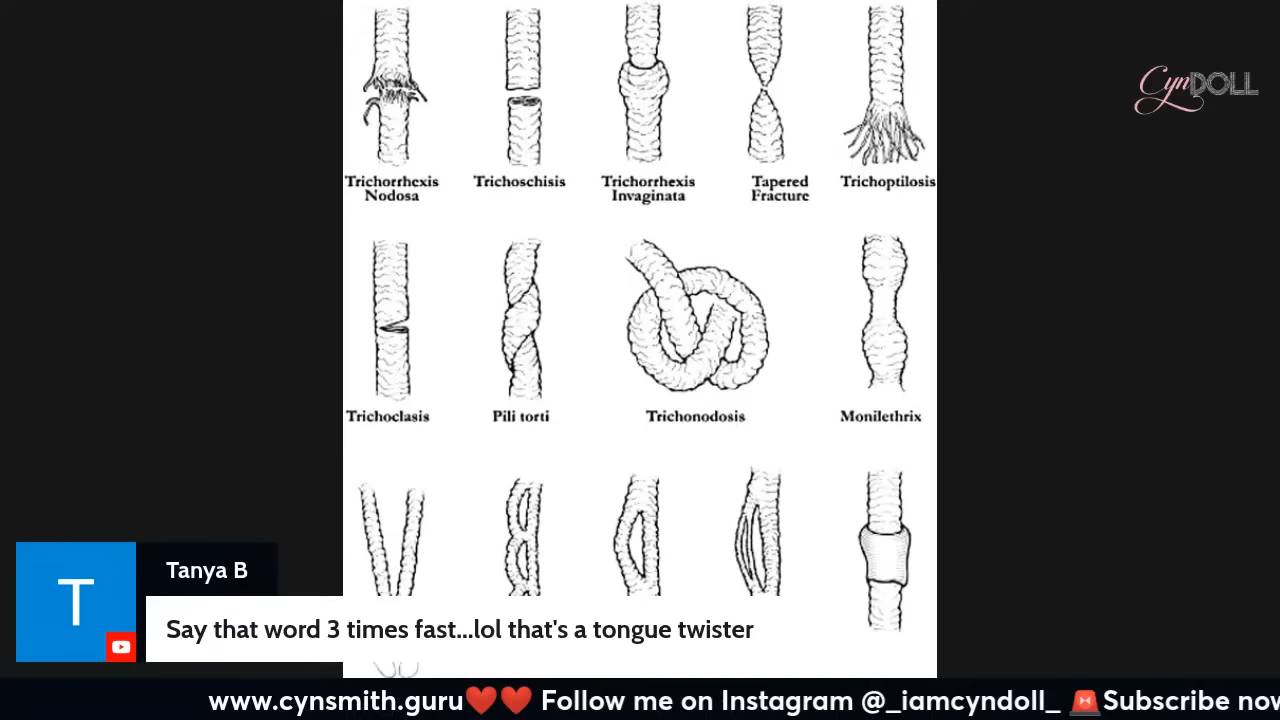 CynDOLL
Trichorrhexis
Nodosa
Trichoschisis
Trichorrhexis
Invaginata
Tapered
Fracture
Trichoptilosis
Trichoclasis
Pili torti
Trichonodosis
Monilethrix
T
Tanya B
Say that word 3 times fast...lol that's a tongue twister
www.cynsmith.guru❤️❤️ Follow me on Instagram @_iamcyndoll_ 🚨Subscribe now